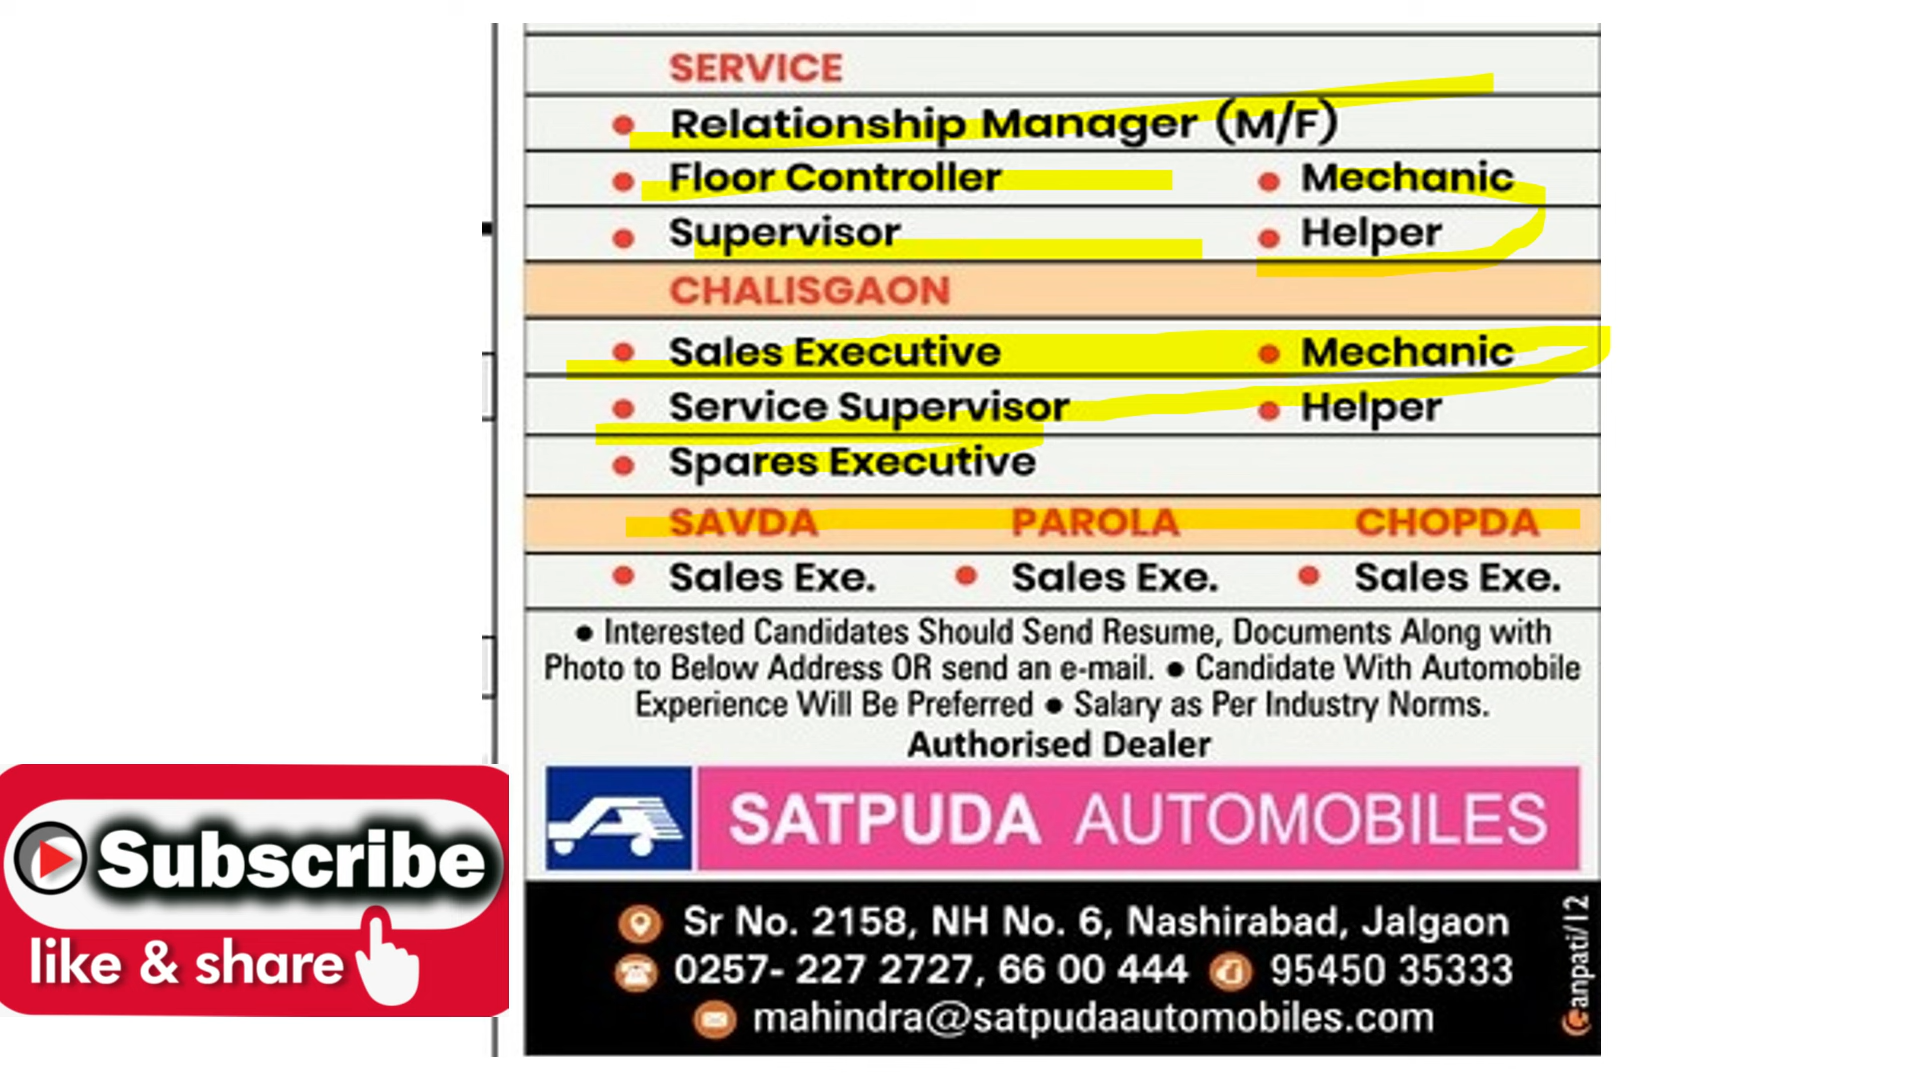 SERVICE
• Relationship Manager (M/F)
• Floor Controller • Mechanic
• Supervisor • Helper
CHALISGAON
• Sales Executive • Mechanic
• Service Supervisor • Helper
• Spares Executive
SAVDA PAROLA CHOPDA
• Sales Exe. • Sales Exe. • Sales Exe.
• Interested Candidates Should Send Resume, Documents Along with
Photo to Below Address OR send an e-mail. • Candidate With Automobile
Experience Will Be Preferred • Salary as Per Industry Norms.
Authorised Dealer
SATPUDA AUTOMOBILES
Sr No. 2158, NH No. 6, Nashirabad, Jalgaon
0257- 227 2727, 66 00 444 95450 35333
mahindra@satpudaautomobiles.com
Ganpati/12
Subscribe
like & share